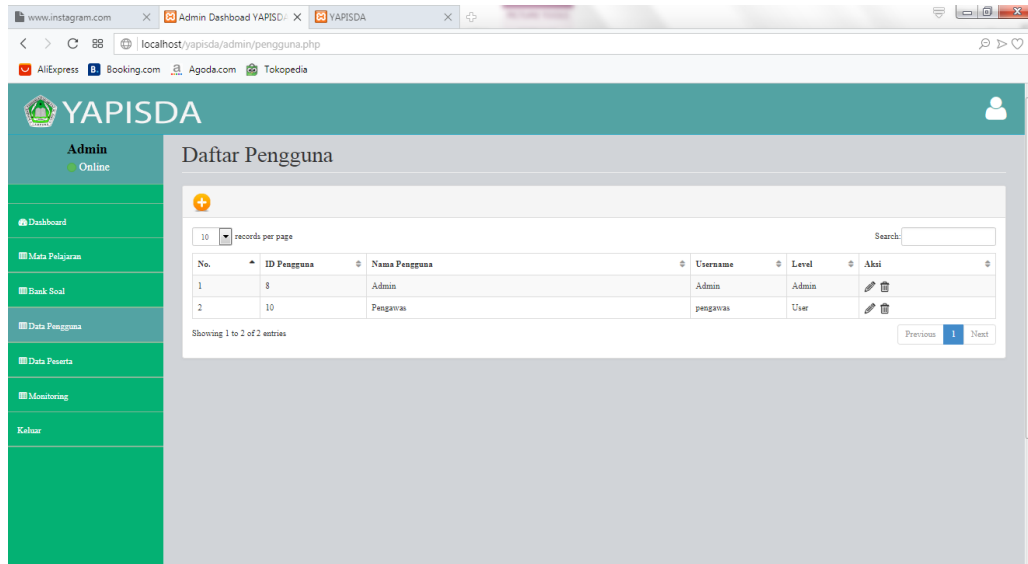 www.instagram.com
Admin Dashboad YAPISDA
YAPISDA
localhost/yapisda/admin/pengguna.php
AliExpress Booking.com Agoda.com Tokopedia
YAPISDA
Admin
Online
Dashboard
Mata Pelajaran
Bank Soal
Data Pengguna
Data Peserta
Monitoring
Keluar
Daftar Pengguna
10 records per page
Search:
No. ID Pengguna Nama Pengguna Username Level Aksi
1 8 Admin Admin Admin
2 10 Pengawas pengawas User
Showing 1 to 2 of 2 entries
Previous 1 Next